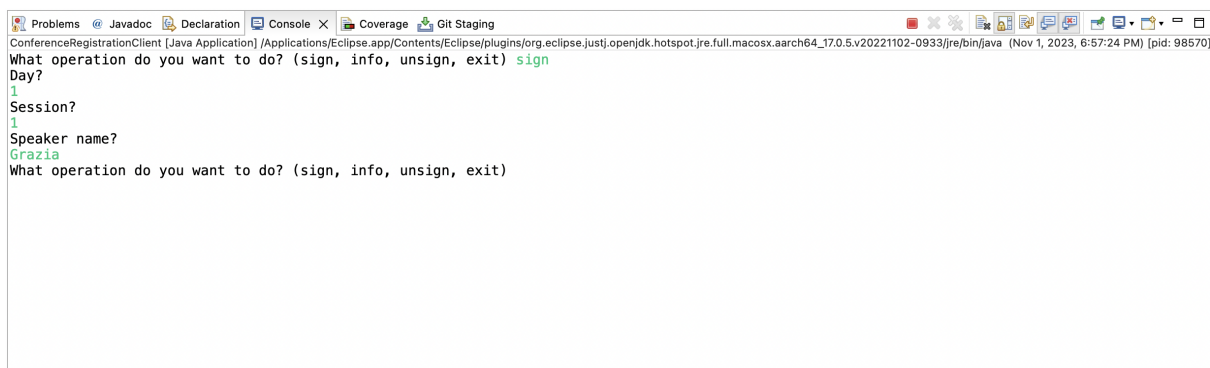 Problems @ Javadoc Declaration Console Coverage Git Staging
ConferenceRegistrationClient [Java Application] /Applications/Eclipse.app/Contents/Eclipse/plugins/org.eclipse.justj.openjdk.hotspot.jre.full.macosx.aarch64_17.0.5.v20221102-0933/jre/bin/java (Nov 1, 2023, 6:57:24 PM) [pid: 98570]
What operation do you want to do? (sign, info, unsign, exit) sign
Day?
1
Session?
1
Speaker name?
Grazia
What operation do you want to do? (sign, info, unsign, exit)